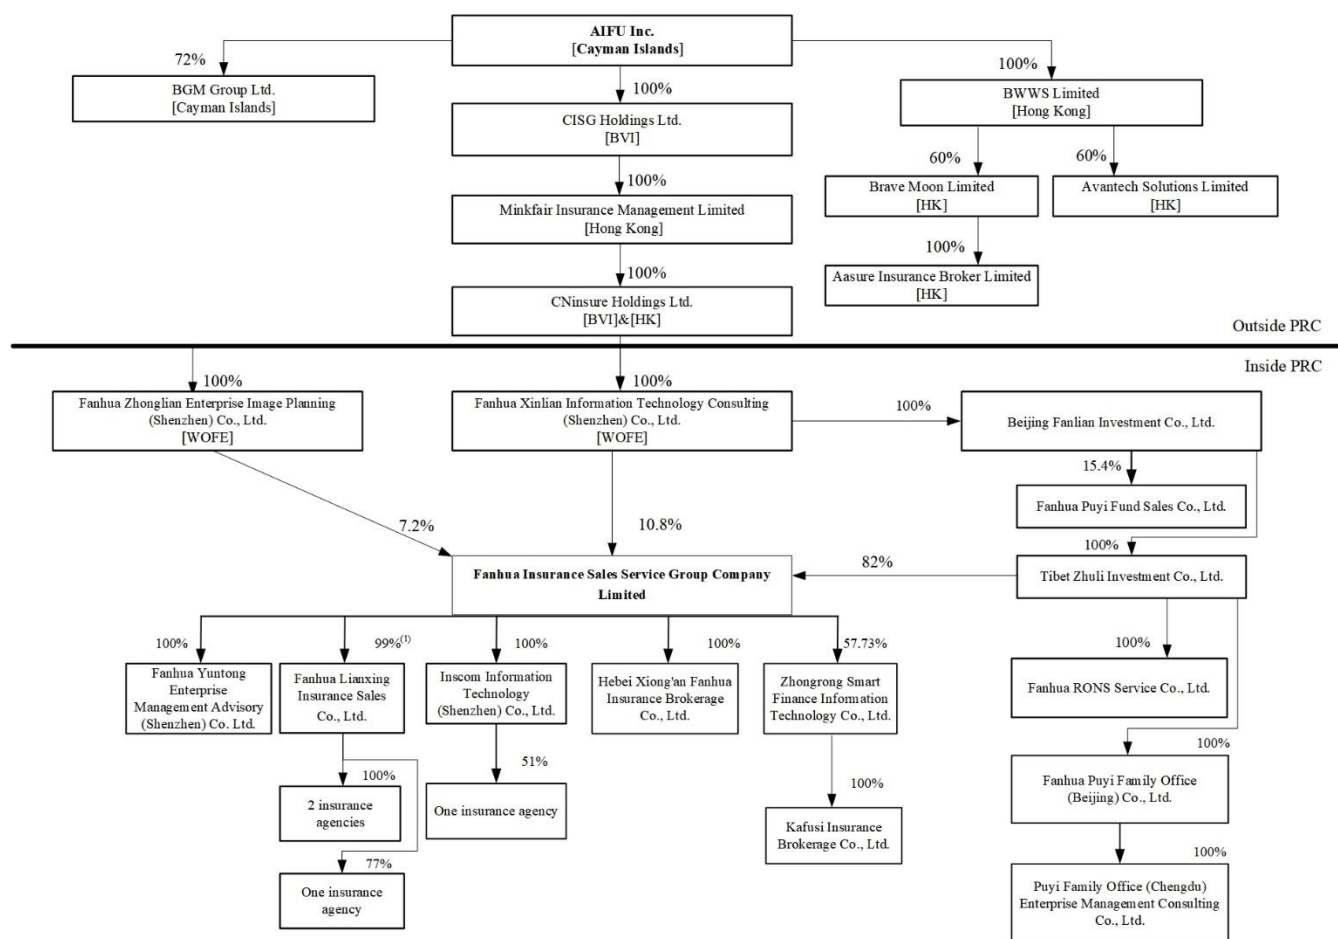 AIFU Inc.
[Cayman Islands]
72%
100%
100%
BGM Group Ltd.
[Cayman Islands]
CISG Holdings Ltd.
[BVI]
BWWS Limited
[Hong Kong]
100%
60%
60%
Minkfair Insurance Management Limited
[Hong Kong]
Brave Moon Limited
[HK]
Avantech Solutions Limited
[HK]
100%
100%
CNinsure Holdings Ltd.
[BVI]&[HK]
Aasure Insurance Broker Limited
[HK]
Outside PRC
Inside PRC
100%
100%
Fanhua Zhonglian Enterprise Image Planning
(Shenzhen) Co., Ltd.
[WOFE]
Fanhua Xinlian Information Technology Consulting
(Shenzhen) Co., Ltd.
[WOFE]
100%
Beijing Fanlian Investment Co., Ltd.
15.4%
Fanhua Puyi Fund Sales Co., Ltd.
7.2%
10.8%
100%
Fanhua Insurance Sales Service Group Company
Limited
82%
Tibet Zhuli Investment Co., Ltd.
100%
99%(1)
100%
100%
57.73%
100%
Fanhua Yuntong
Enterprise
Management Advisory
(Shenzhen) Co. Ltd.
Fanhua Lianxing
Insurance Sales
Co., Ltd.
Inscom Information
Technology
(Shenzhen) Co., Ltd.
Hebei Xiong'an Fanhua
Insurance Brokerage
Co., Ltd.
Zhongrong Smart
Finance Information
Technology Co., Ltd.
Fanhua RONS Service Co., Ltd.
100%
51%
100%
100%
2 insurance
agencies
One insurance agency
Kafusi Insurance
Brokerage Co., Ltd.
Fanhua Puyi Family Office
(Beijing) Co., Ltd.
77%
100%
One insurance
agency
Puyi Family Office (Chengdu)
Enterprise Management Consulting
Co., Ltd.